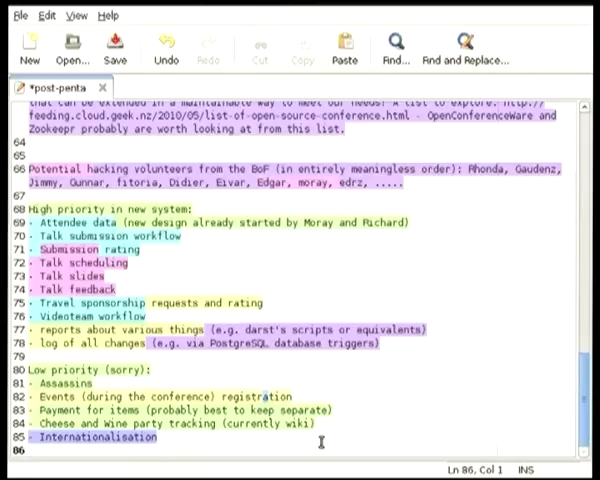 File Edit View Help
New Open... Save Undo Redo Cut Copy Paste Find... Find and Replace...
*post-penta
that can be extended in a maintainable way to meet our needs? A list to explore: http://
feeding.cloud.geek.nz/2010/05/list-of-open-source-conference.html - OpenConferenceWare and
Zookeepr probably are worth looking at from this list.
64
65
66 Potential hacking volunteers from the BoF (in entirely meaningless order): Rhonda, Gaudenz,
Jimmy, Gunnar, fitoria, Didier, Eivar, Edgar, moray, edrz, .....
67
68 High priority in new system:
69 - Attendee data (new design already started by Moray and Richard)
70 - Talk submission workflow
71 - Submission rating
72 - Talk scheduling
73 - Talk slides
74 - Talk feedback
75 - Travel sponsorship requests and rating
76 - Videoteam workflow
77 - reports about various things (e.g. darst's scripts or equivalents)
78 - log of all changes (e.g. via PostgreSQL database triggers)
79
80 Low priority (sorry):
81 - Assassins
82 - Events (during the conference) registration
83 - Payment for items (probably best to keep separate)
84 - Cheese and Wine party tracking (currently wiki)
85 - Internationalisation
86
Ln 86, Col 1 INS